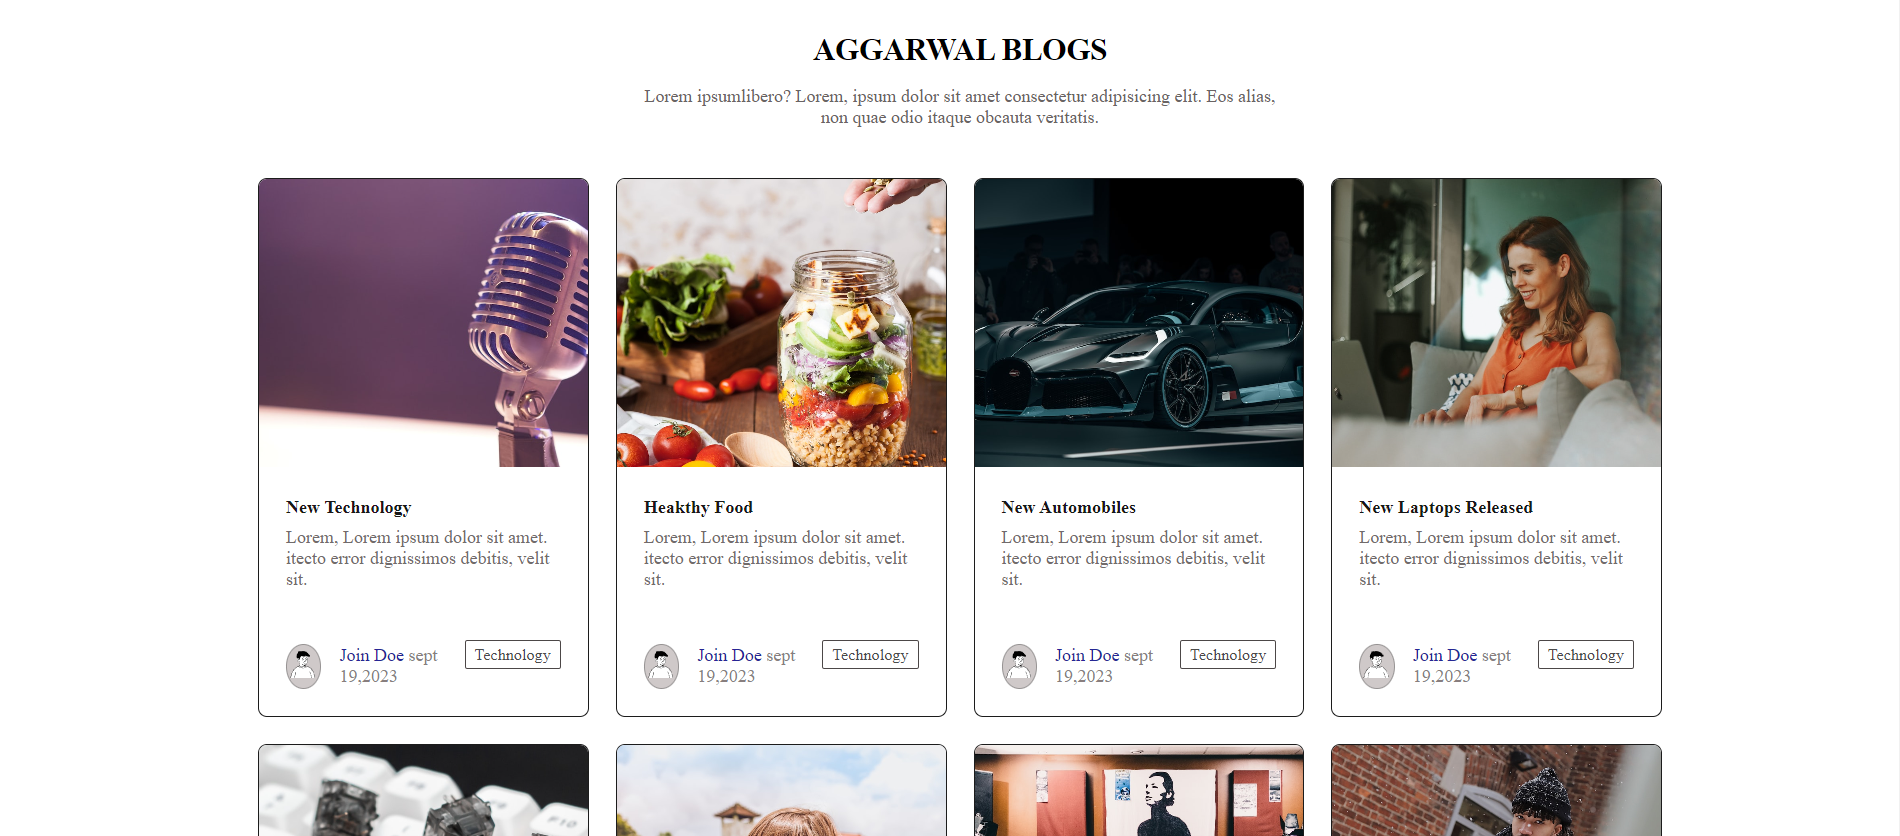 AGGARWAL BLOGS
Lorem ipsumlibero? Lorem, ipsum dolor sit amet consectetur adipisicing elit. Eos alias,
non quae odio itaque obcauta veritatis.
New Technology
Lorem, Lorem ipsum dolor sit amet.
itecto error dignissimos debitis, velit
sit.
Join Doe sept
19,2023
Technology
Heakthy Food
Lorem, Lorem ipsum dolor sit amet.
itecto error dignissimos debitis, velit
sit.
Join Doe sept
19,2023
Technology
New Automobiles
Lorem, Lorem ipsum dolor sit amet.
itecto error dignissimos debitis, velit
sit.
Join Doe sept
19,2023
Technology
New Laptops Released
Lorem, Lorem ipsum dolor sit amet.
itecto error dignissimos debitis, velit
sit.
Join Doe sept
19,2023
Technology
F10